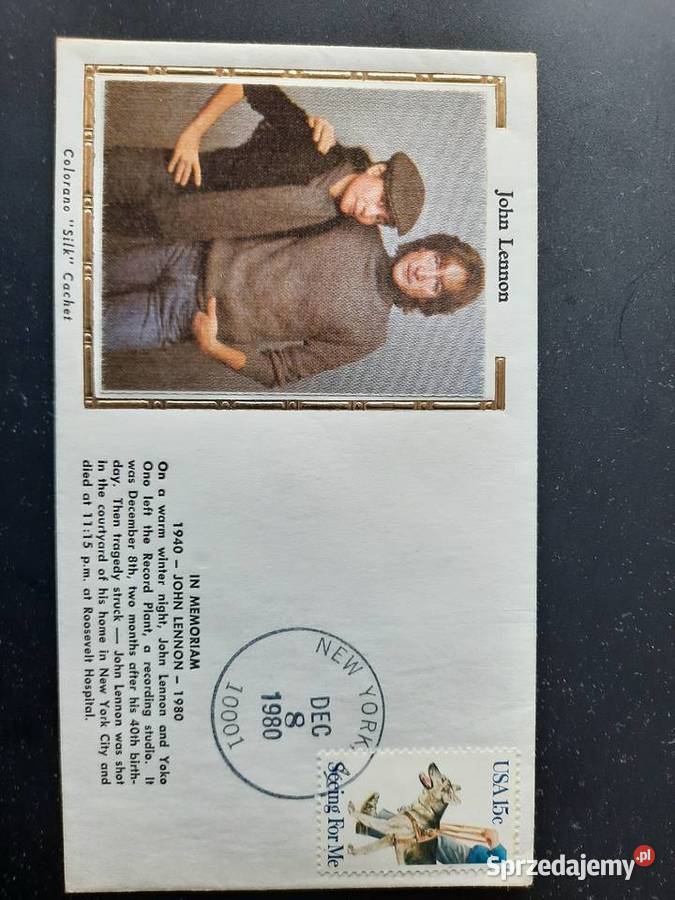 John Lennon
Colorano "Silk" Cachet
IN MEMORIAM
1940 – JOHN LENNON – 1980
On a warm winter night, John Lennon and Yoko
Ono left the Record Plant, a recording studio. It
was December 8th, two months after his 40th birth-
day. Then tragedy struck — John Lennon was shot
in the courtyard of his home in New York City and
died at 11:15 p.m. at Roosevelt Hospital.
NEW YORK
DEC
8
1980
10001
USA 15c
Seeing For Me
Sprzedajemy.pl